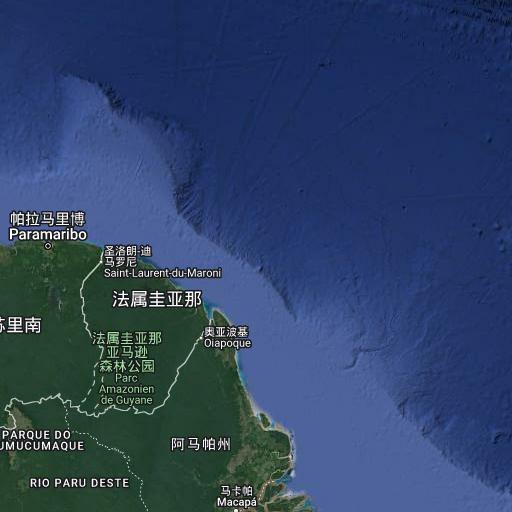 帕拉马里博
Paramaribo
圣洛朗-迪
马罗尼
Saint-Laurent-du-Maroni
法属圭亚那
苏里南
奥亚波基
Oiapoque
法属圭亚那
亚马逊
森林公园
Parc
Amazonien
de Guyane
PARQUE DO
UMUCUMAQUE
阿马帕州
RIO PARU DESTE
马卡帕
Macapá